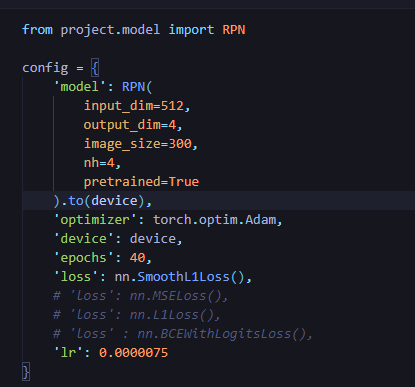 from project.model import RPN
config = {
'model': RPN(
input_dim=512,
output_dim=4,
image_size=300,
nh=4,
pretrained=True
).to(device),
'optimizer': torch.optim.Adam,
'device': device,
'epochs': 40,
'loss': nn.SmoothL1Loss(),
# 'loss': nn.MSELoss(),
# 'loss': nn.L1Loss(),
# 'loss' : nn.BCEWithLogitsLoss(),
'lr': 0.0000075
}